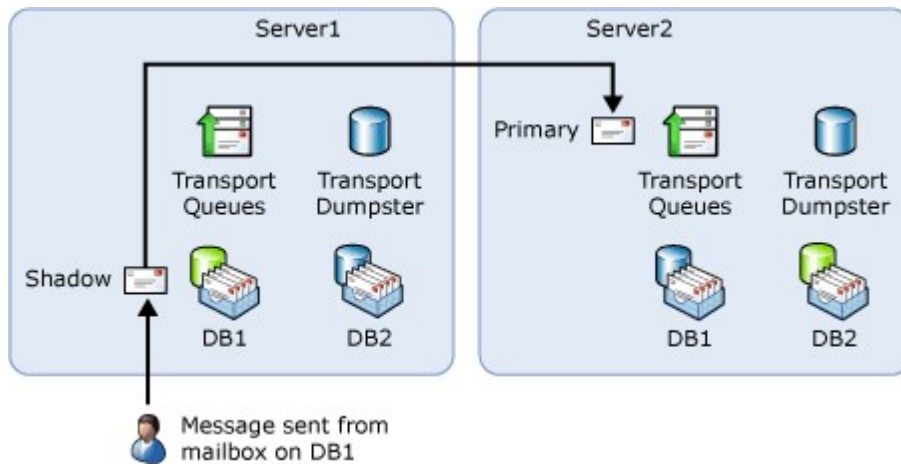 Server1
Server2
Primary
Transport
Queues
Transport
Dumpster
Transport
Queues
Transport
Dumpster
Shadow
DB1
DB2
DB1
DB2
Message sent from
mailbox on DB1